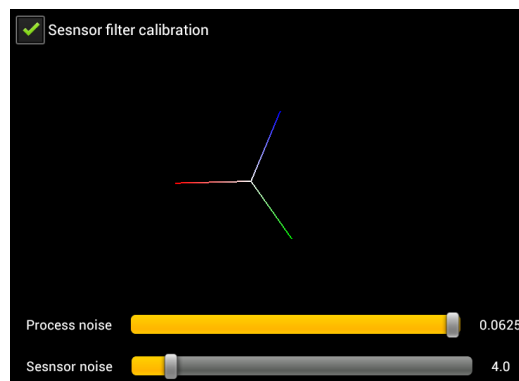 Sesnsor filter calibration
Process noise 0.0625
Sesnsor noise 4.0